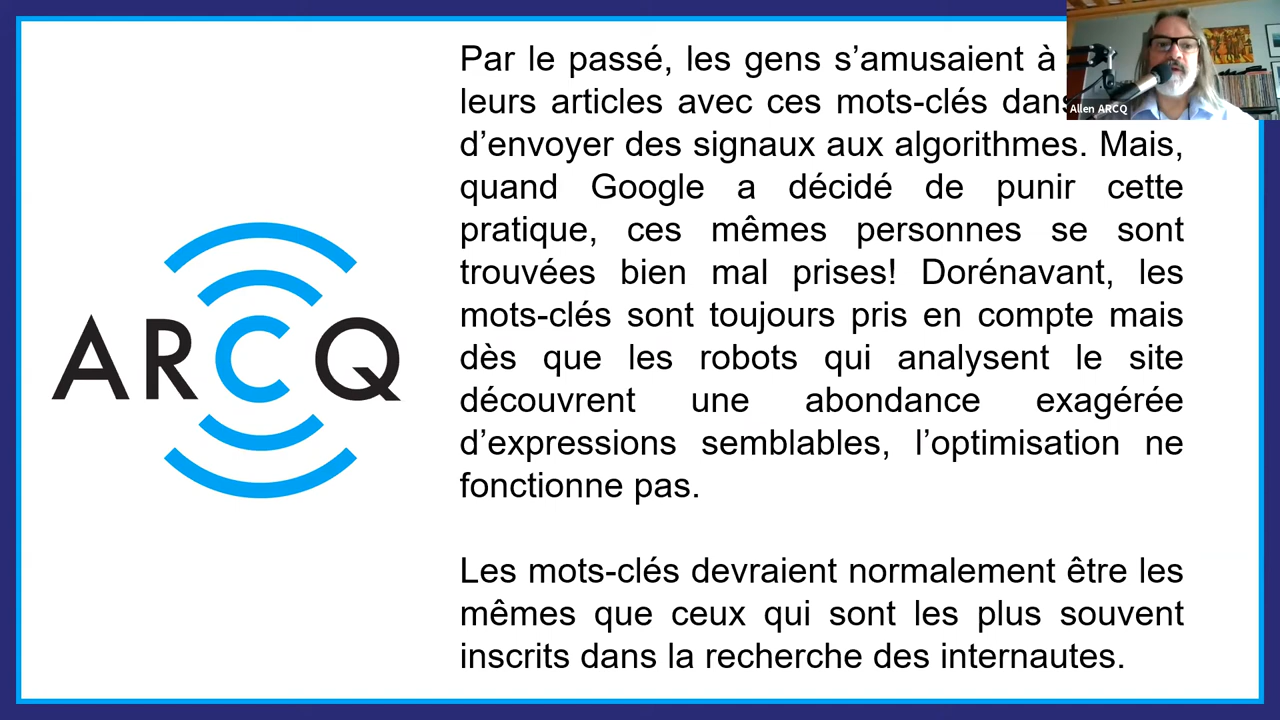 Par le passé, les gens s’amusaient à
leurs articles avec ces mots-clés dans
d’envoyer des signaux aux algorithmes. Mais,
quand Google a décidé de punir cette
pratique, ces mêmes personnes se sont
trouvées bien mal prises! Dorénavant, les
mots-clés sont toujours pris en compte mais
dès que les robots qui analysent le site
découvrent une abondance exagérée
d’expressions semblables, l’optimisation ne
fonctionne pas.
Les mots-clés devraient normalement être les
mêmes que ceux qui sont les plus souvent
inscrits dans la recherche des internautes.
ARCQ
Allen ARCQ